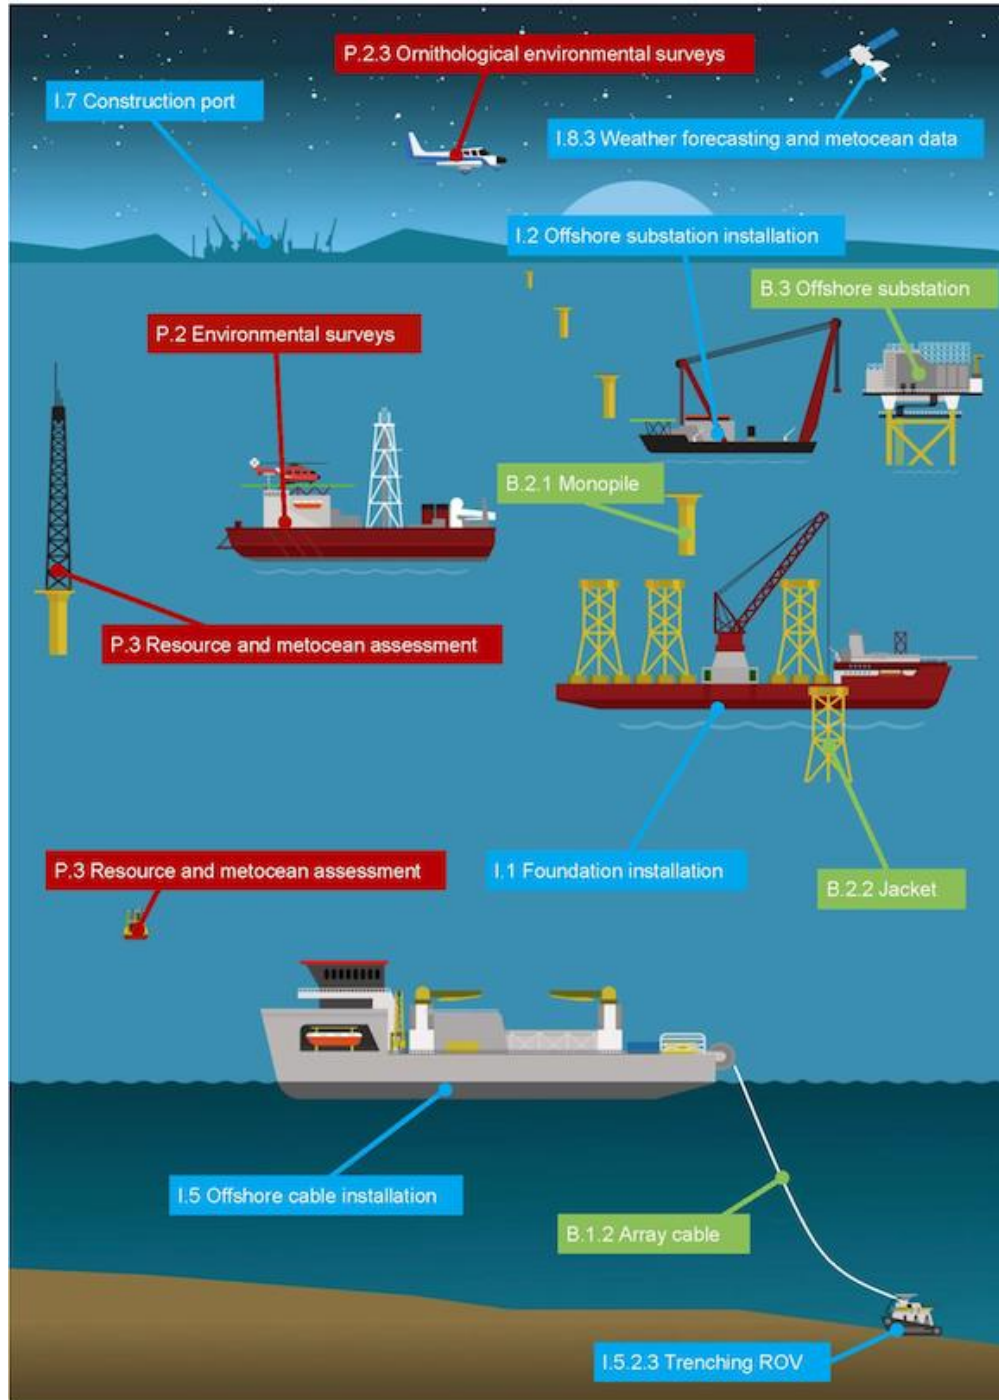 P.2.3 Ornithological environmental surveys
I.7 Construction port
I.8.3 Weather forecasting and metocean data
I.2 Offshore substation installation
B.3 Offshore substation
P.2 Environmental surveys
B.2.1 Monopile
P.3 Resource and metocean assessment
P.3 Resource and metocean assessment
I.1 Foundation installation
B.2.2 Jacket
I.5 Offshore cable installation
B.1.2 Array cable
I.5.2.3 Trenching ROV